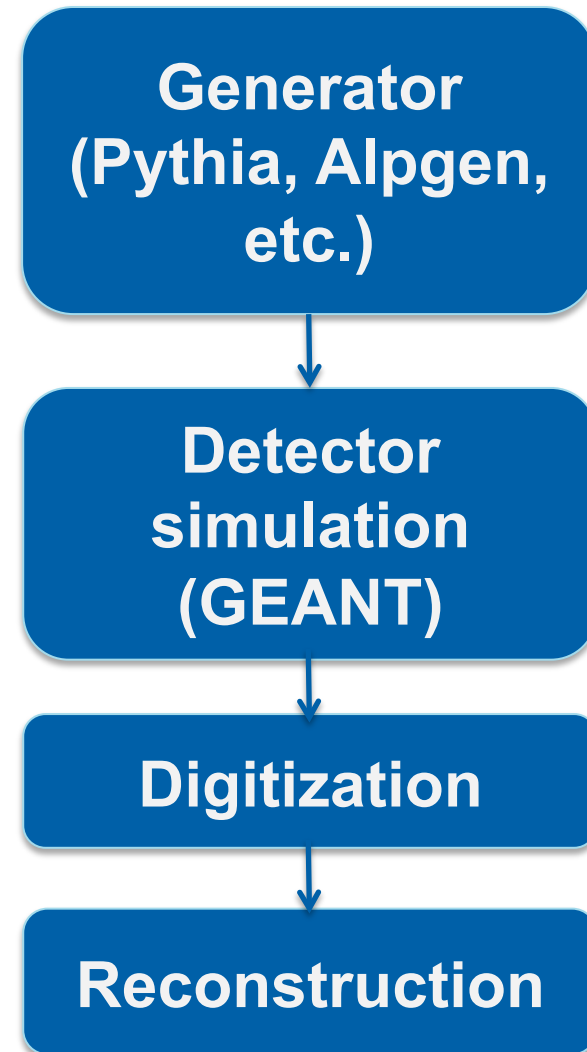 Generator
(Pythia, Alpgen,
etc.)
Detector
simulation
(GEANT)
Digitization
Reconstruction